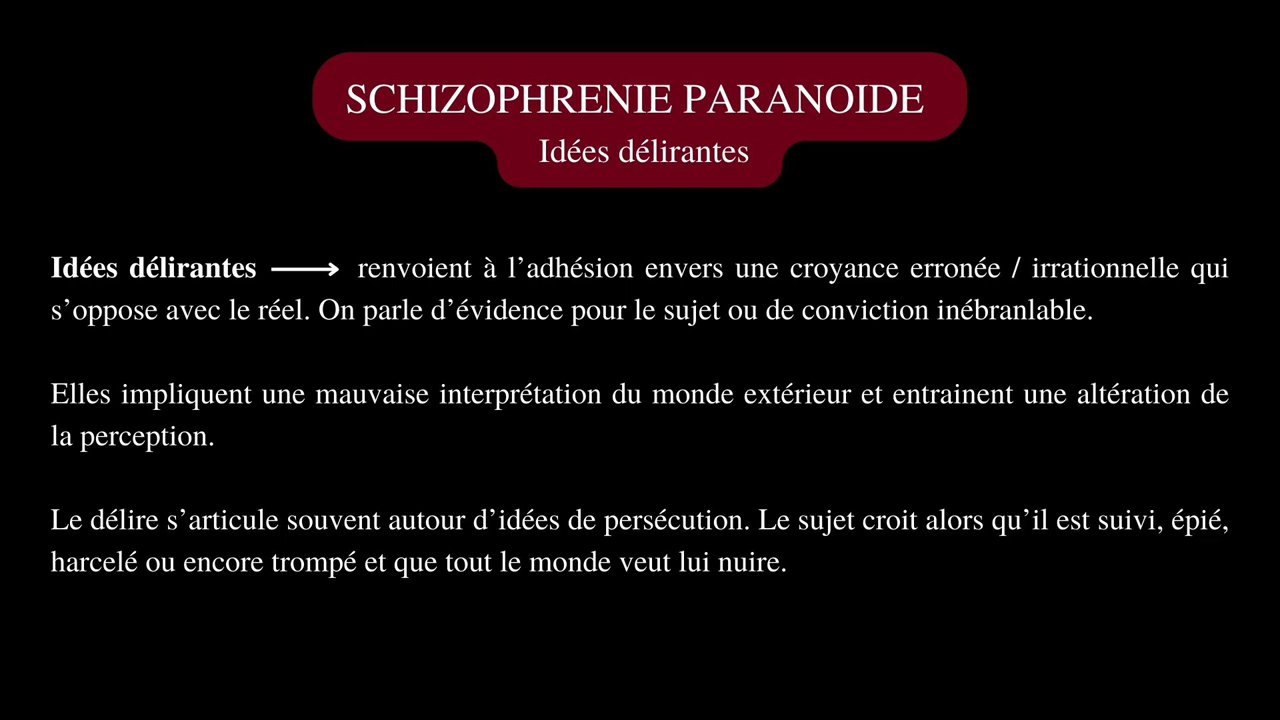 SCHIZOPHRENIE PARANOIDE
Idées délirantes
Idées délirantes ⟶ renvoient à l’adhésion envers une croyance erronée / irrationnelle qui
s’oppose avec le réel. On parle d’évidence pour le sujet ou de conviction inébranlable.
Elles impliquent une mauvaise interprétation du monde extérieur et entrainent une altération de
la perception.
Le délire s’articule souvent autour d’idées de persécution. Le sujet croit alors qu’il est suivi, épié,
harcelé ou encore trompé et que tout le monde veut lui nuire.